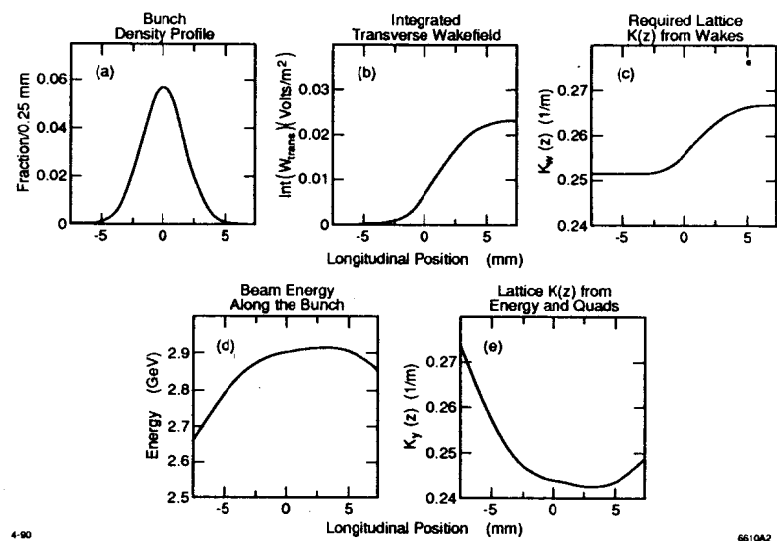 Bunch
Density Profile
Integrated
Transverse Wakefield
Required Lattice
K(z) from Wakes
(a)
Fraction/0.25 mm
0.06
0.04
0.02
0
-5 0 5
(b)
Int(W_trans)(Volts/m²)
0.03
0.02
0.01
0
-5 0 5
(c)
K_w (z) (1/m)
0.27
0.26
0.25
0.24
-5 0 5
Longitudinal Position (mm)
Beam Energy
Along the Bunch
Lattice K(z) from
Energy and Quads
(d)
Energy (GeV)
2.9
2.8
2.7
2.6
2.5
-5 0 5
(e)
K_y (z) (1/m)
0.27
0.26
0.25
0.24
-5 0 5
Longitudinal Position (mm)
4-90
6610A2